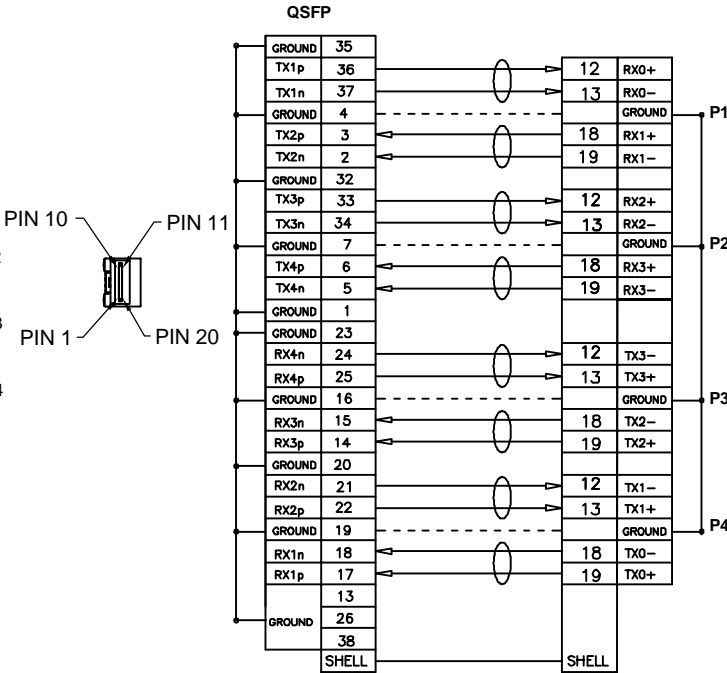 QSFP
GROUND 35
TX1p 36 12 RX0+
TX1n 37 13 RX0-
GROUND 4 GROUND P1
TX2p 3 18 RX1+
TX2n 2 19 RX1-
GROUND 32
TX3p 33 12 RX2+
PIN 10 PIN 11
TX3n 34 13 RX2-
GROUND 7 GROUND P2
2
TX4p 6 18 RX3+
TX4n 5 19 RX3-
GROUND 1
3
GROUND 23
PIN 1 PIN 20
RX4n 24 12 TX3-
RX4p 25 13 TX3+
4
GROUND 16 GROUND P3
RX3n 15 18 TX2-
RX3p 14 19 TX2+
GROUND 20
RX2n 21 12 TX1-
RX2p 22 13 TX1+
GROUND 19 GROUND P4
RX1n 18 18 TX0-
RX1p 17 19 TX0+
13
GROUND 26
38
SHELL SHELL